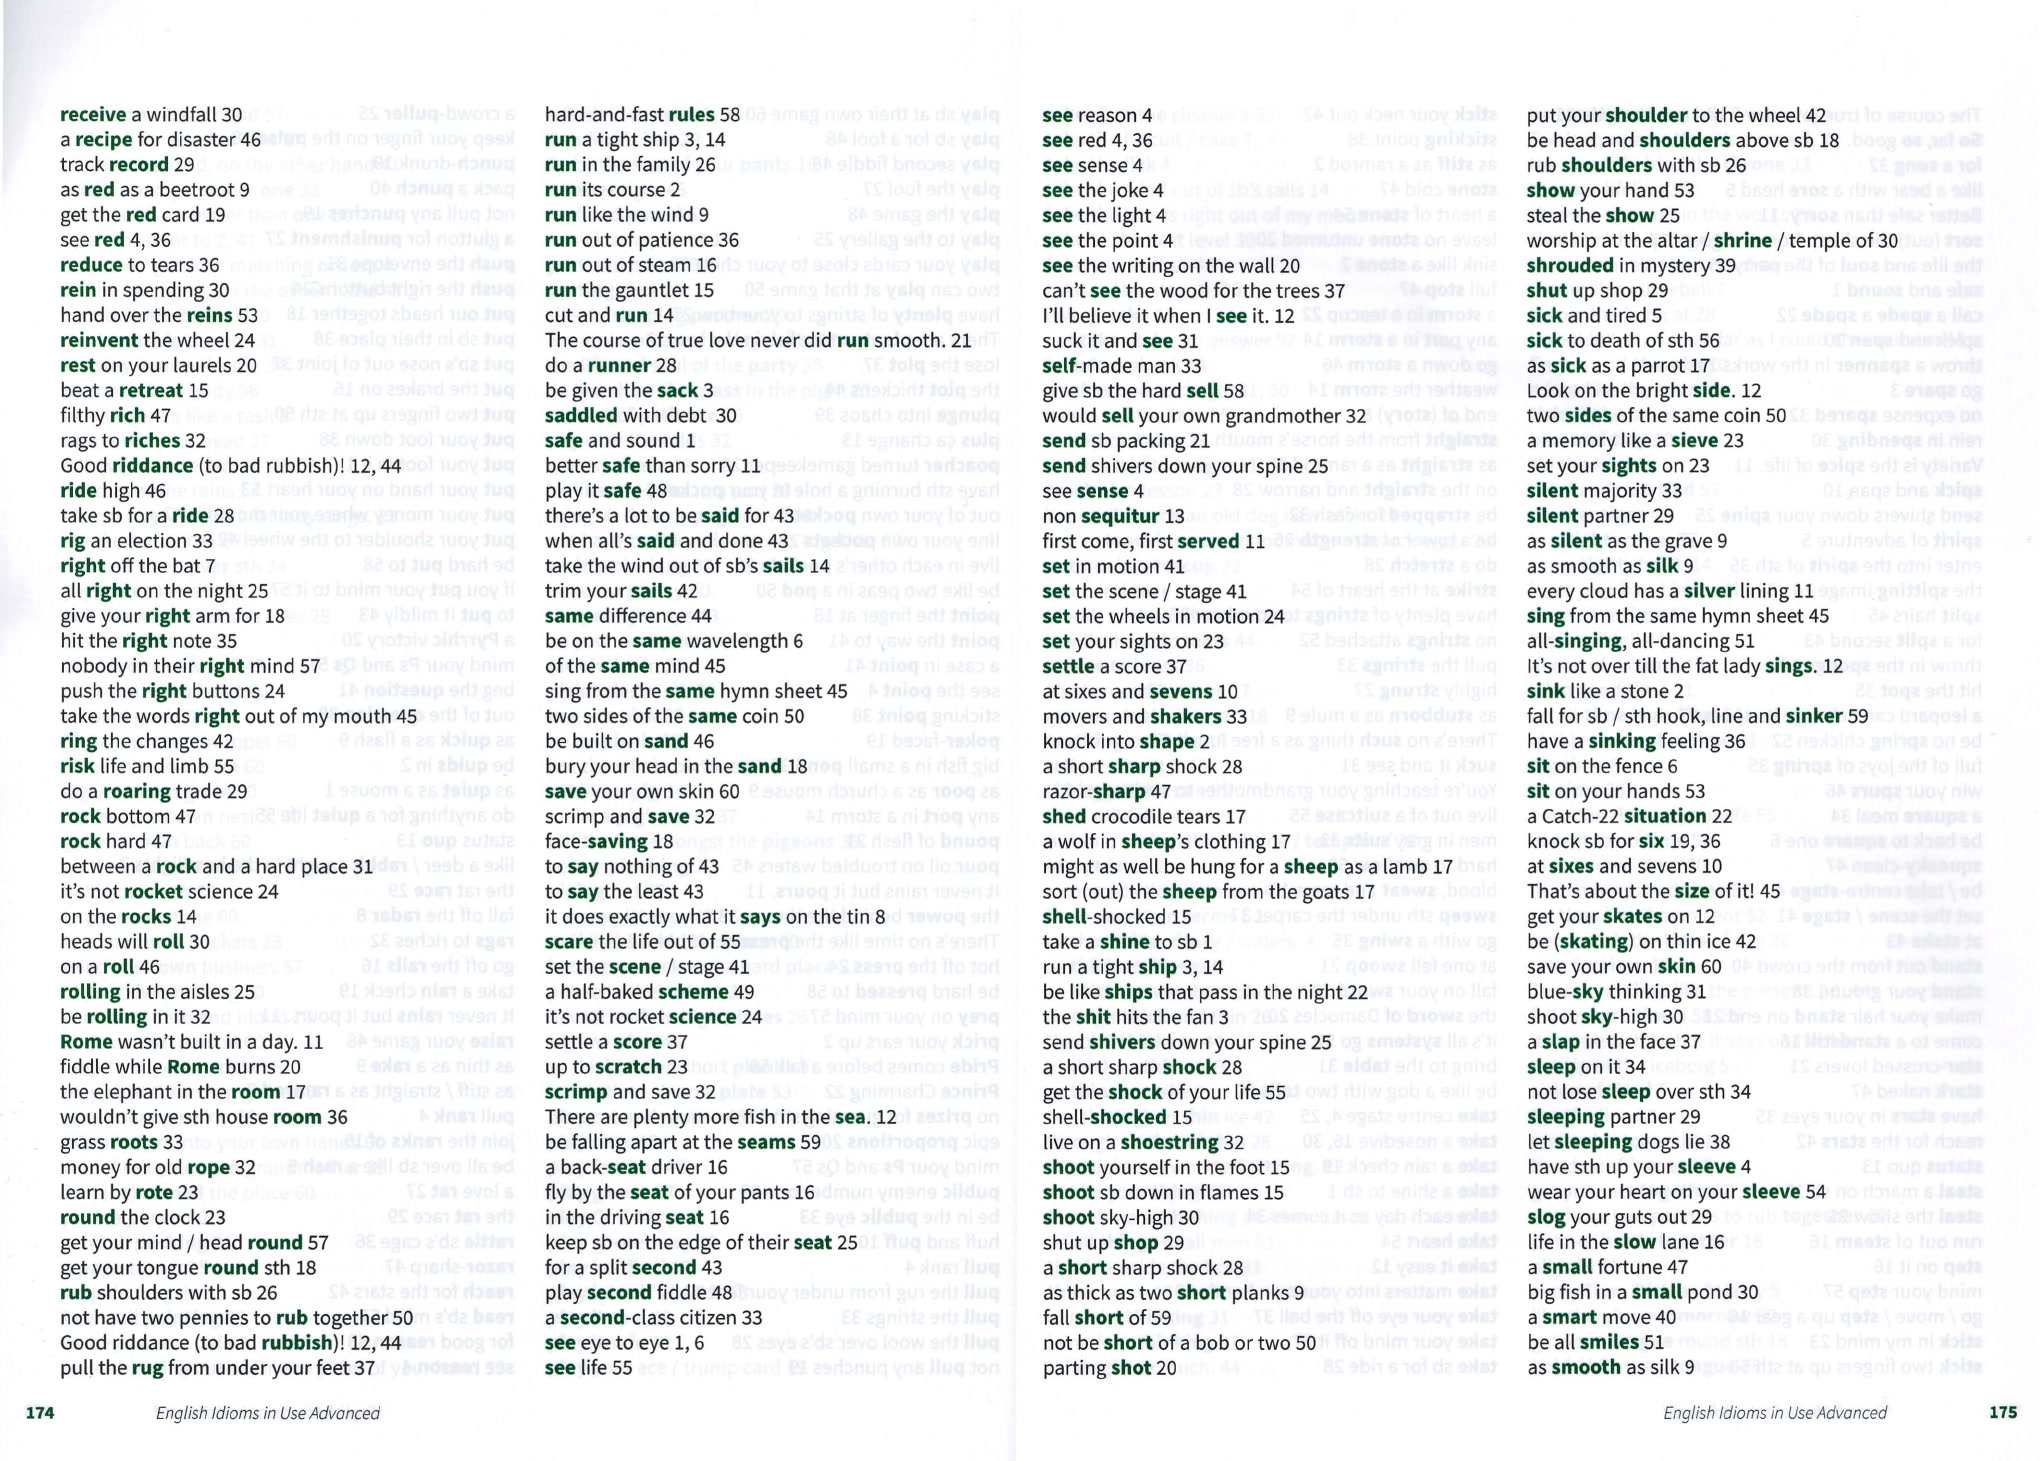 receive a windfall 30
a recipe for disaster 46
track record 29
as red as a beetroot 9
get the red card 19
see red 4, 36
reduce to tears 36
rein in spending 30
hand over the reins 53
reinvent the wheel 24
rest on your laurels 20
beat a retreat 15
filthy rich 47
rags to riches 32
Good riddance (to bad rubbish)! 12, 44
ride high 46
take sb for a ride 28
rig an election 33
right off the bat 7
all right on the night 25
give your right arm for 18
hit the right note 35
nobody in their right mind 57
push the right buttons 24
take the words right out of my mouth 45
ring the changes 42
risk life and limb 55
do a roaring trade 29
rock bottom 47
rock hard 47
between a rock and a hard place 31
it's not rocket science 24
on the rocks 14
heads will roll 30
on a roll 46
rolling in the aisles 25
be rolling in it 32
Rome wasn't built in a day. 11
fiddle while Rome burns 20
the elephant in the room 17
wouldn't give sth house room 36
grass roots 33
money for old rope 32
learn by rote 23
round the clock 23
get your mind / head round 57
get your tongue round sth 18
rub shoulders with sb 26
not have two pennies to rub together 50
Good riddance (to bad rubbish)! 12, 44
pull the rug from under your feet 37
hard-and-fast rules 58
run a tight ship 3, 14
run in the family 26
run its course 2
run like the wind 9
run out of patience 36
run out of steam 16
run the gauntlet 15
cut and run 14
The course of true love never did run smooth. 21
do a runner 28
be given the sack 3
saddled with debt 30
safe and sound 1
better safe than sorry 11
play it safe 48
there's a lot to be said for 43
when all's said and done 43
take the wind out of sb's sails 14
trim your sails 42
same difference 44
be on the same wavelength 6
of the same mind 45
sing from the same hymn sheet 45
two sides of the same coin 50
be built on sand 46
bury your head in the sand 18
save your own skin 60
scrimp and save 32
face-saving 18
to say nothing of 43
to say the least 43
it does exactly what it says on the tin 8
scare the life out of 55
set the scene / stage 41
a half-baked scheme 49
it's not rocket science 24
settle a score 37
up to scratch 23
scrimp and save 32
There are plenty more fish in the sea. 12
be falling apart at the seams 59
a back-seat driver 16
fly by the seat of your pants 16
in the driving seat 16
keep sb on the edge of their seat 25
for a split second 43
play second fiddle 48
a second-class citizen 33
see eye to eye 1, 6
see life 55
174 English Idioms in Use Advanced
see reason 4
see red 4, 36
see sense 4
see the joke 4
see the light 4
see the point 4
see the writing on the wall 20
can't see the wood for the trees 37
I'll believe it when I see it. 12
suck it and see 31
self-made man 33
give sb the hard sell 58
would sell your own grandmother 32
send sb packing 21
send shivers down your spine 25
see sense 4
non sequitur 13
first come, first served 11
set in motion 41
set the scene / stage 41
set the wheels in motion 24
set your sights on 23
settle a score 37
at sixes and sevens 10
movers and shakers 33
knock into shape 2
a short sharp shock 28
razor-sharp 47
shed crocodile tears 17
a wolf in sheep's clothing 17
might as well be hung for a sheep as a lamb 17
sort (out) the sheep from the goats 17
shell-shocked 15
take a shine to sb 1
run a tight ship 3, 14
be like ships that pass in the night 22
the shit hits the fan 3
send shivers down your spine 25
a short sharp shock 28
get the shock of your life 55
shell-shocked 15
live on a shoestring 32
shoot yourself in the foot 15
shoot sb down in flames 15
shoot sky-high 30
shut up shop 29
a short sharp shock 28
as thick as two short planks 9
fall short of 59
not be short of a bob or two 50
parting shot 20
put your shoulder to the wheel 42
be head and shoulders above sb 18
rub shoulders with sb 26
show your hand 53
steal the show 25
worship at the altar / shrine / temple of 30
shrouded in mystery 39
shut up shop 29
sick and tired 5
sick to death of sth 56
as sick as a parrot 17
Look on the bright side. 12
two sides of the same coin 50
a memory like a sieve 23
set your sights on 23
silent majority 33
silent partner 29
as silent as the grave 9
as smooth as silk 9
every cloud has a silver lining 11
sing from the same hymn sheet 45
all-singing, all-dancing 51
It's not over till the fat lady sings. 12
sink like a stone 2
fall for sb / sth hook, line and sinker 59
have a sinking feeling 36
sit on the fence 6
sit on your hands 53
a Catch-22 situation 22
knock sb for six 19, 36
at sixes and sevens 10
That's about the size of it! 45
get your skates on 12
be (skating) on thin ice 42
save your own skin 60
blue-sky thinking 31
shoot sky-high 30
a slap in the face 37
sleep on it 34
not lose sleep over sth 34
sleeping partner 29
let sleeping dogs lie 38
have sth up your sleeve 4
wear your heart on your sleeve 54
slog your guts out 29
life in the slow lane 16
a small fortune 47
big fish in a small pond 30
a smart move 40
be all smiles 51
as smooth as silk 9
English Idioms in Use Advanced 175